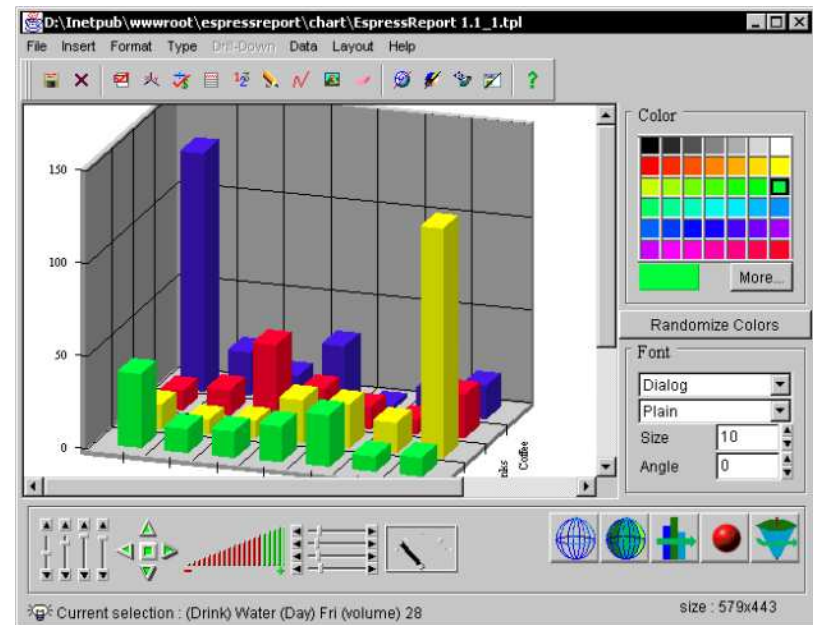 D:\Inetpub\wwwroot\espressreport\chart\EspressReport 1.1_1.tpl
File Insert Format Type Drill-Down Data Layout Help
150
100
50
0
Coffee
Color
More...
Randomize Colors
Font
Dialog
Plain
Size 10
Angle 0
Current selection : (Drink) Water (Day) Fri (volume) 28
size : 579x443